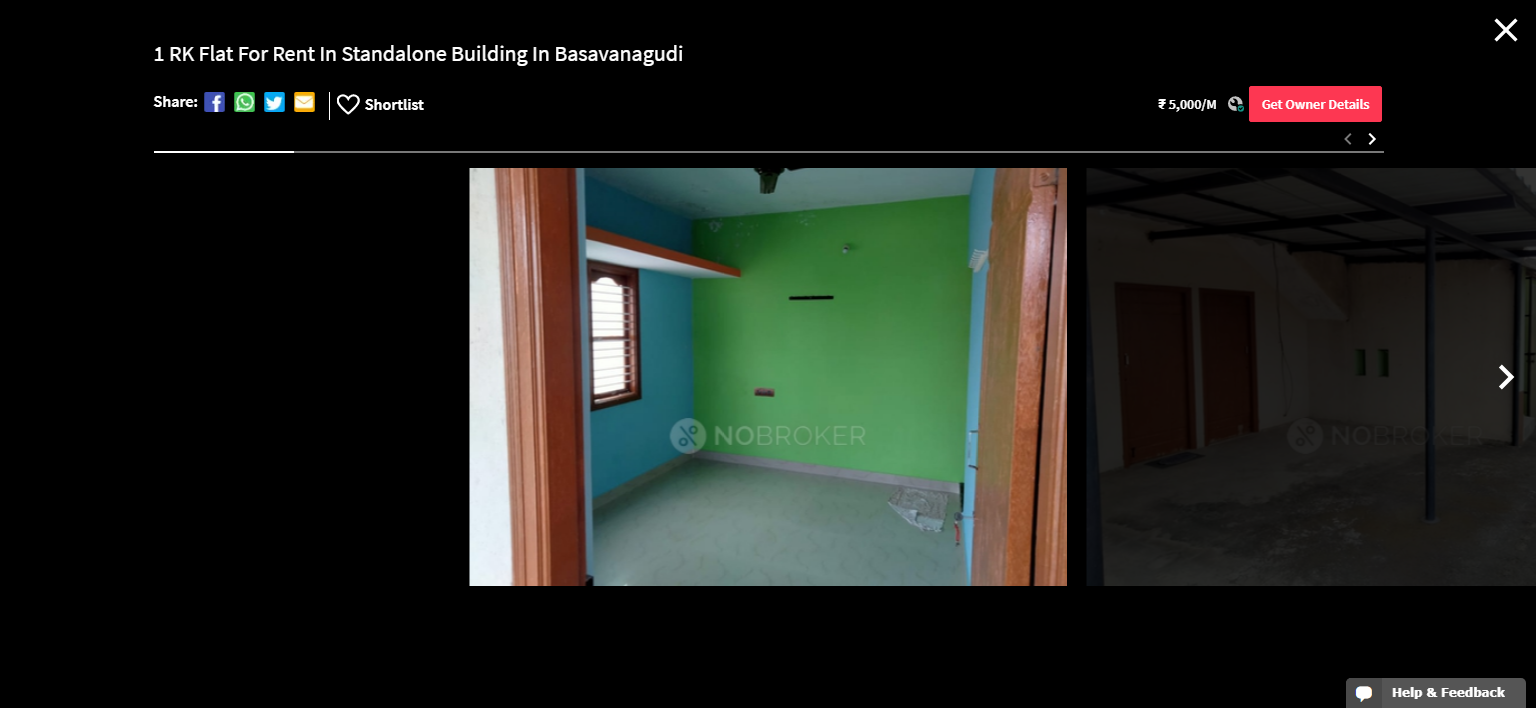 1 RK Flat For Rent In Standalone Building In Basavanagudi
Share:
Shortlist
₹ 5,000/M
Get Owner Details
NOBROKER
NOBROKER
Help & Feedback